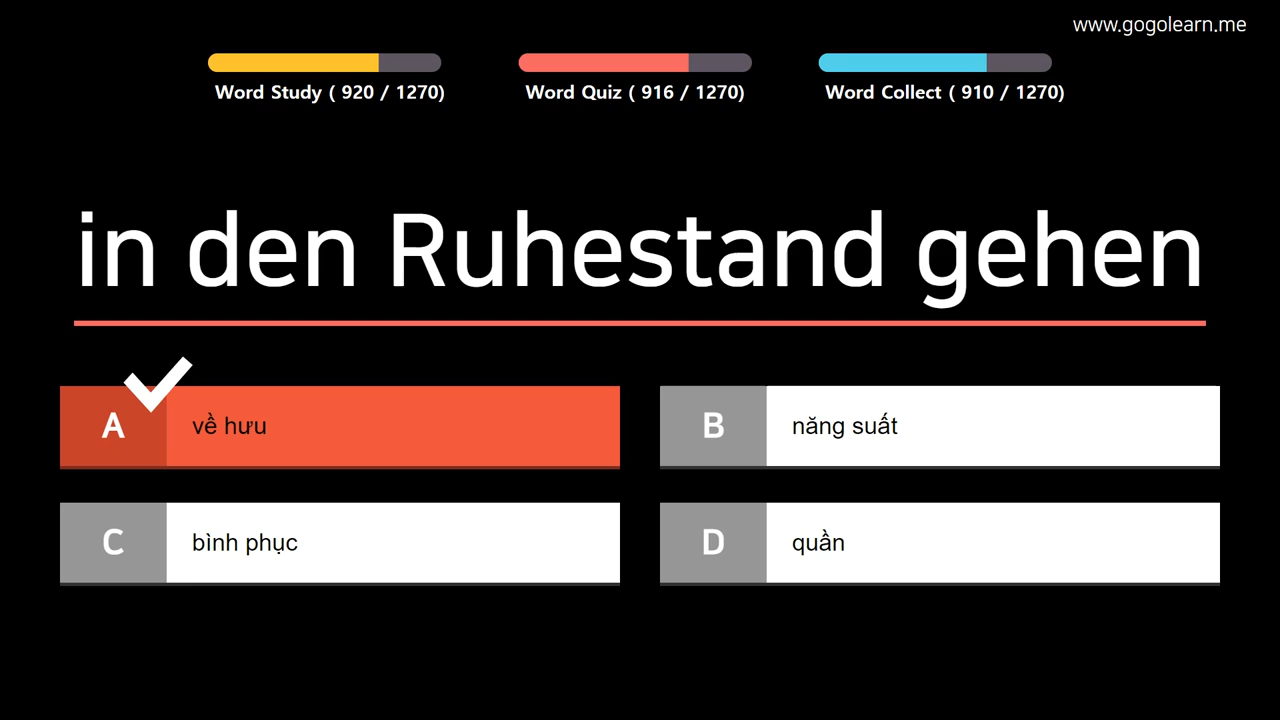 www.gogolearn.me
Word Study ( 920 / 1270)
Word Quiz ( 916 / 1270)
Word Collect ( 910 / 1270)
in den Ruhestand gehen
A
về hưu
B
năng suất
C
bình phục
D
quần